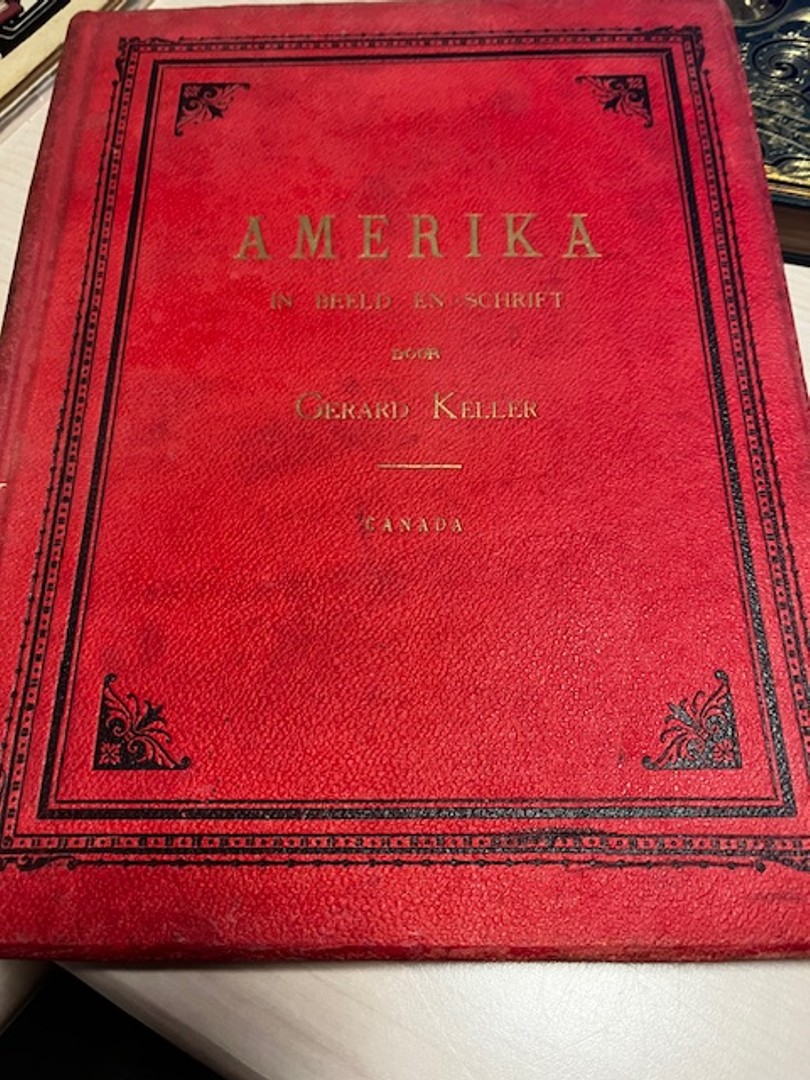 AMERIKA
IN BEELD EN SCHRIFT
DOOR
GERARD KELLER
CANADA